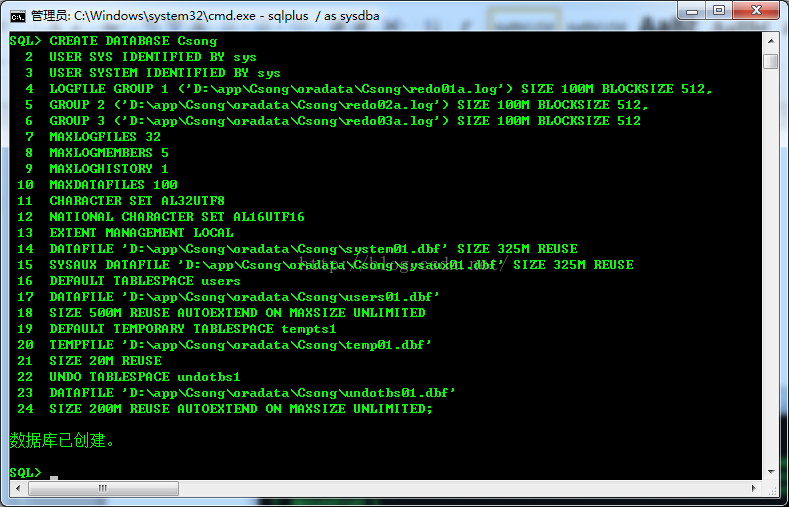 管理员: C:\Windows\system32\cmd.exe - sqlplus / as sysdba
SQL> CREATE DATABASE Csong
2 USER SYS IDENTIFIED BY sys
3 USER SYSTEM IDENTIFIED BY sys
4 LOGFILE GROUP 1 ('D:\app\Csong\oradata\Csong\redo01a.log') SIZE 100M BLOCKSIZE 512,
5 GROUP 2 ('D:\app\Csong\oradata\Csong\redo02a.log') SIZE 100M BLOCKSIZE 512,
6 GROUP 3 ('D:\app\Csong\oradata\Csong\redo03a.log') SIZE 100M BLOCKSIZE 512
7 MAXLOGFILES 32
8 MAXLOGMEMBERS 5
9 MAXLOGHISTORY 1
10 MAXDATAFILES 100
11 CHARACTER SET AL32UTF8
12 NATIONAL CHARACTER SET AL16UTF16
13 EXTENT MANAGEMENT LOCAL
14 DATAFILE 'D:\app\Csong\oradata\Csong\system01.dbf' SIZE 325M REUSE
15 SYSAUX DATAFILE 'D:\app\Csong\oradata\Csong\sysaux01.dbf' SIZE 325M REUSE
http://blog.csdn.net/
16 DEFAULT TABLESPACE users
17 DATAFILE 'D:\app\Csong\oradata\Csong\users01.dbf'
18 SIZE 500M REUSE AUTOEXTEND ON MAXSIZE UNLIMITED
19 DEFAULT TEMPORARY TABLESPACE tempts1
20 TEMPFILE 'D:\app\Csong\oradata\Csong\temp01.dbf'
21 SIZE 20M REUSE
22 UNDO TABLESPACE undotbs1
23 DATAFILE 'D:\app\Csong\oradata\Csong\undotbs01.dbf'
24 SIZE 200M REUSE AUTOEXTEND ON MAXSIZE UNLIMITED;
数据库已创建。
SQL>